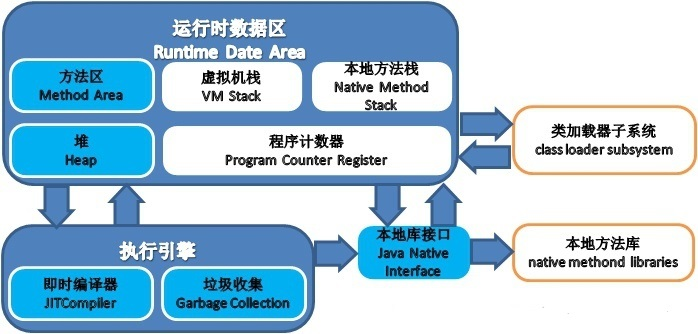 运行时数据区
Runtime Date Area
方法区
Method Area
虚拟机栈
VM Stack
本地方法栈
Native Method
Stack
堆
Heap
程序计数器
Program Counter Register
类加载器子系统
class loader subsystem
执行引擎
即时编译器
JITCompiler
垃圾收集
Garbage Collection
本地库接口
Java Native
Interface
本地方法库
native methond libraries